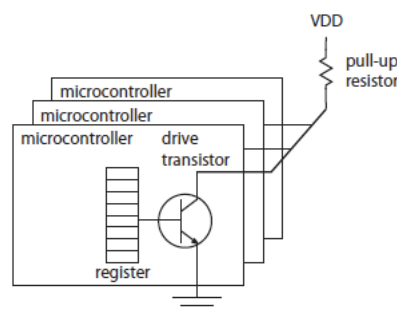 VDD
pull-up
resistor
microcontroller
microcontroller
microcontroller
drive
transistor
register